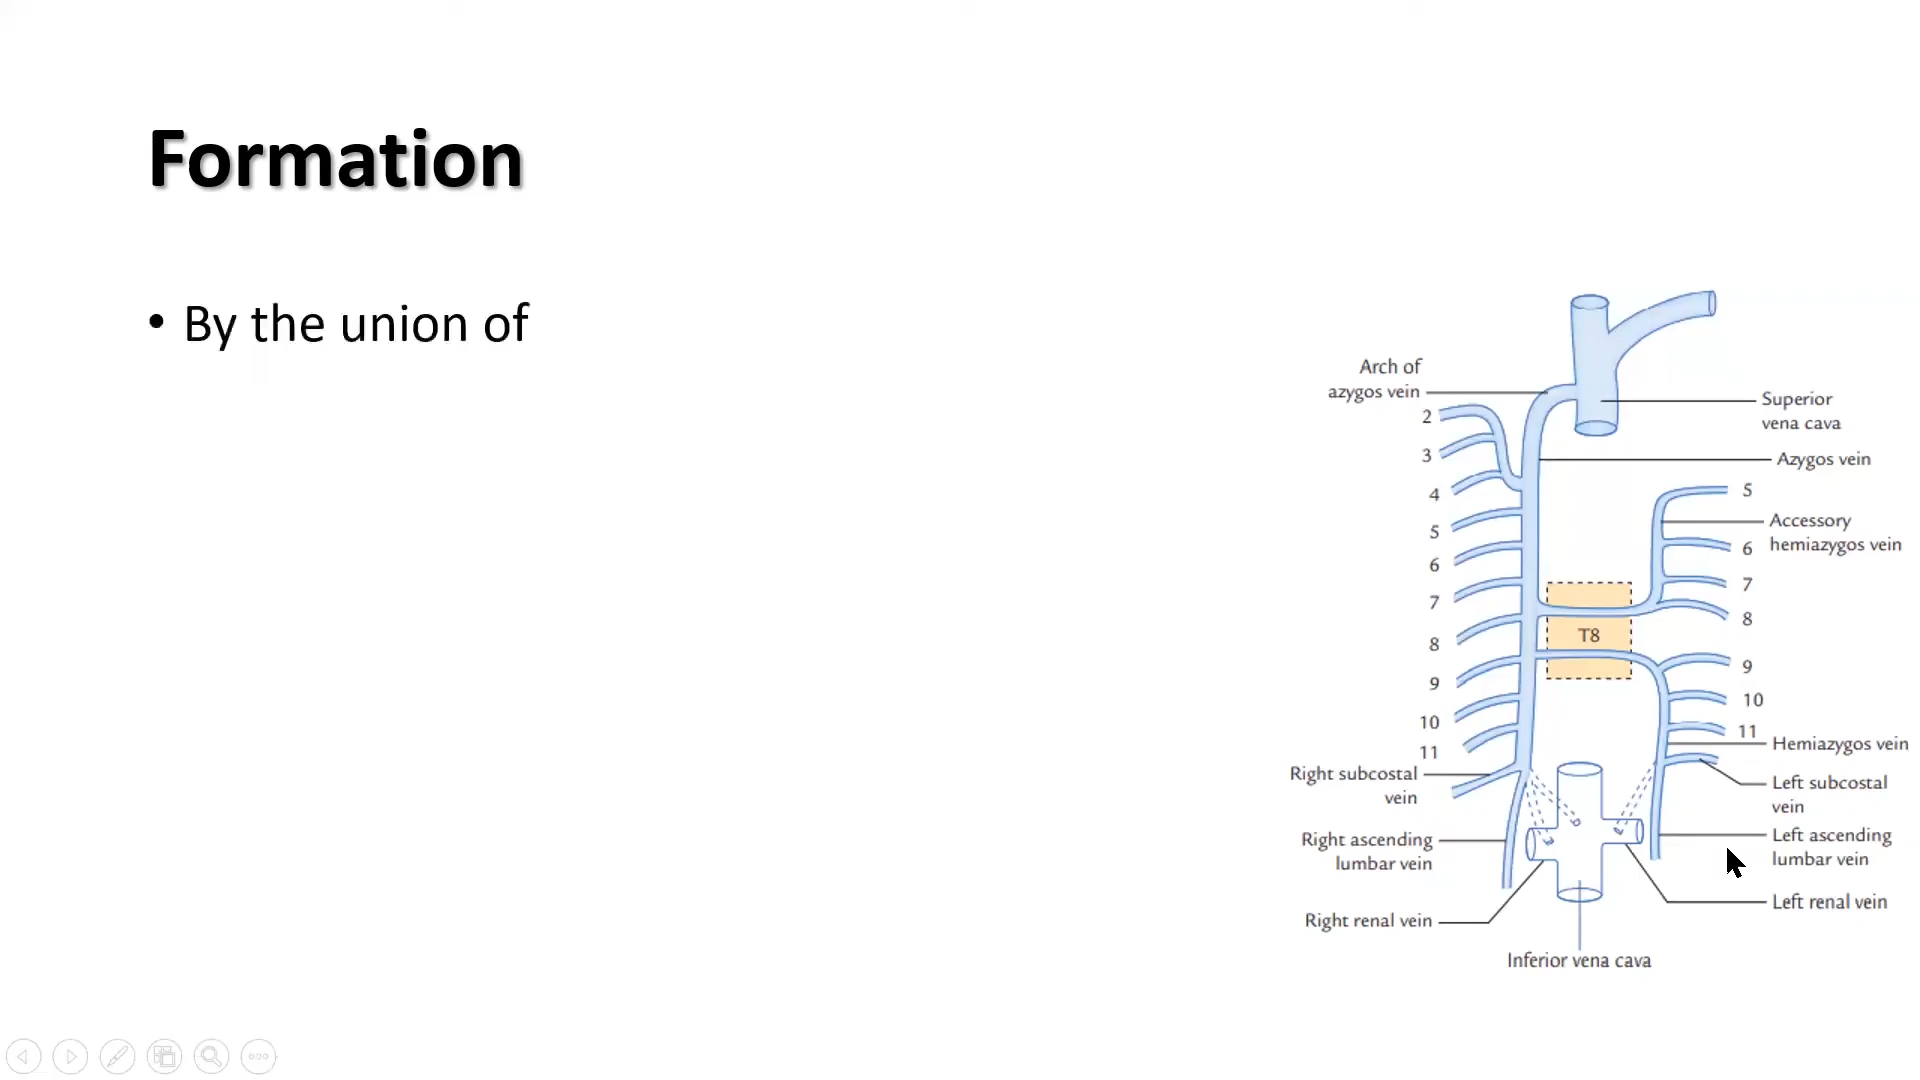 Formation
• By the union of
Arch of
azygos vein
2
3
4
5
6
7
8
9
10
11
Right subcostal
vein
Right ascending
lumbar vein
Right renal vein
Inferior vena cava
T8
Superior
vena cava
Azygos vein
5
Accessory
hemiazygos vein
6
7
8
9
10
11
Hemiazygos vein
Left subcostal
vein
Left ascending
lumbar vein
Left renal vein